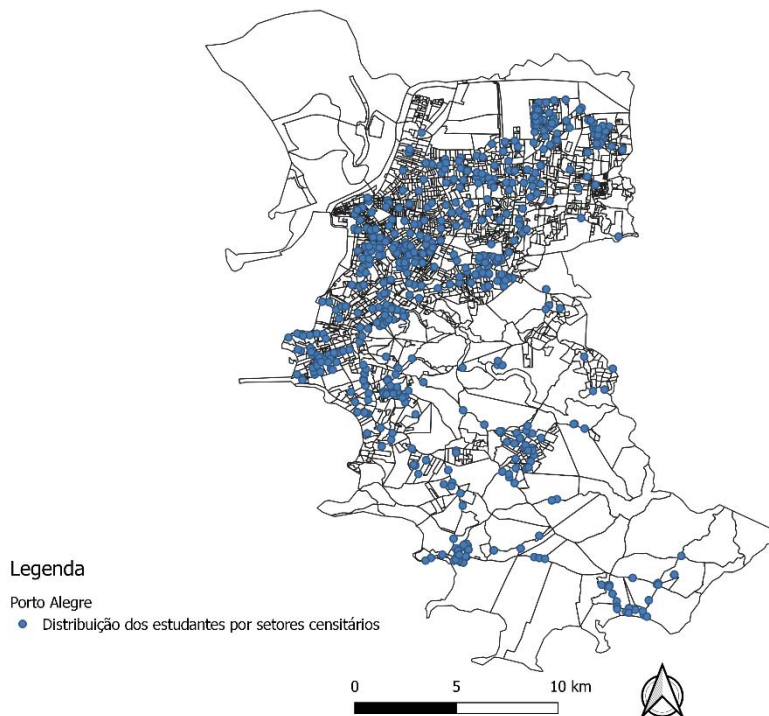 Legenda
Porto Alegre
Distribuição dos estudantes por setores censitários
0 5 10 km